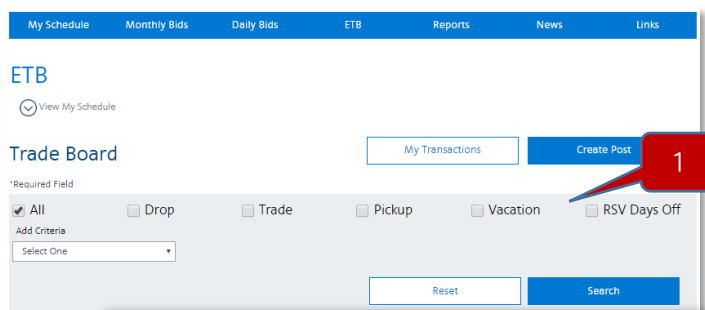 My Schedule Monthly Bids Daily Bids ETB Reports News Links
ETB
View My Schedule
Trade Board
My Transactions Create Post
1
*Required Field
All Drop Trade Pickup Vacation RSV Days Off
Add Criteria
Select One
Reset Search